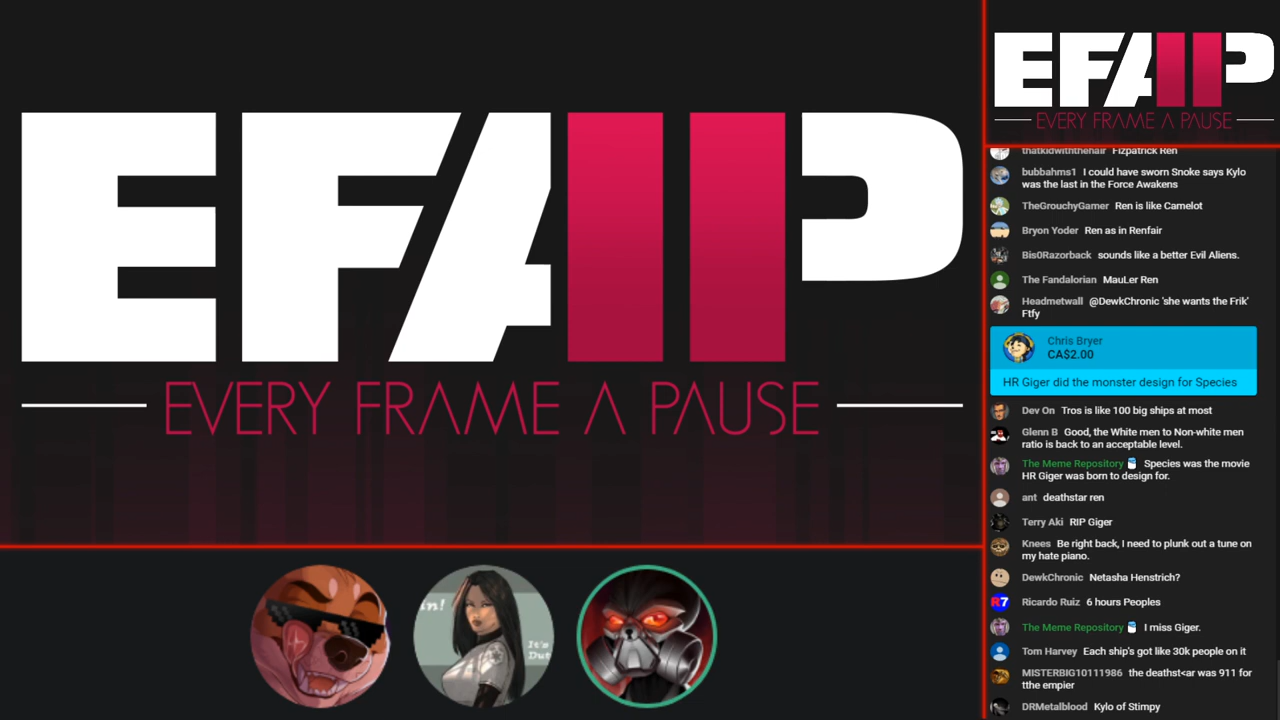 EFAP
EVERY FRAME A PAUSE
EFAP
EVERY FRAME A PAUSE
thatkidwiththehair Fizpatrick Ren
bubbahms1 I could have sworn Snoke says Kylo
was the last in the Force Awakens
TheGrouchyGamer Ren is like Camelot
Bryon Yoder Ren as in Renfair
Bis0Razorback sounds like a better Evil Aliens.
The Fandalorian MauLer Ren
Headmetwall @DewkChronic 'she wants the Frik'
Ftfy
Chris Bryer
CA$2.00
HR Giger did the monster design for Species
Dev On Tros is like 100 big ships at most
Glenn B Good, the White men to Non-white men
ratio is back to an acceptable level.
The Meme Repository Species was the movie
HR Giger was born to design for.
ant deathstar ren
Terry Aki RIP Giger
Knees Be right back, I need to plunk out a tune on
my hate piano.
DewkChronic Netasha Henstrich?
R7 Ricardo Ruiz 6 hours Peoples
The Meme Repository I miss Giger.
Tom Harvey Each ship's got like 30k people on it
MISTERBIG10111986 the deathst<ar was 911 for
tthe empier
DRMetalblood Kylo of Stimpy
in!
It's
Dut